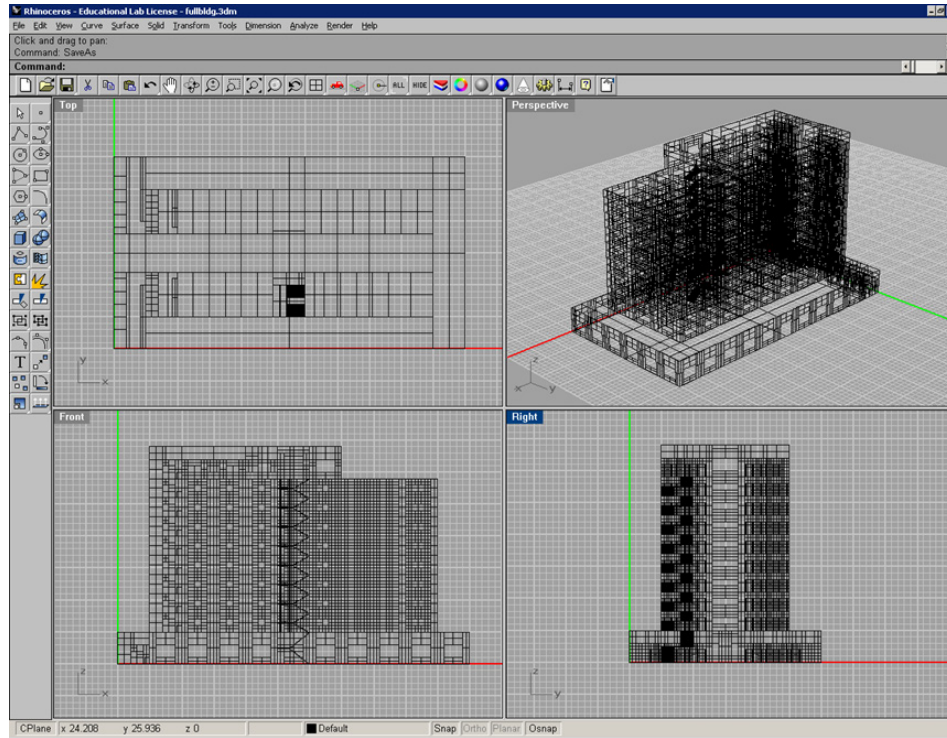 Rhinoceros - Educational Lab License - fullbldg.3dm
File Edit View Curve Surface Solid Transform Tools Dimension Analyze Render Help
Click and drag to pan:
Command: SaveAs
Command:
ALL HIDE
Top
Perspective
y
x
z
x
y
T
Front
Right
z
x
z
y
CPlane x 24.208 y 25.936 z 0 Default Snap Ortho Planar Osnap